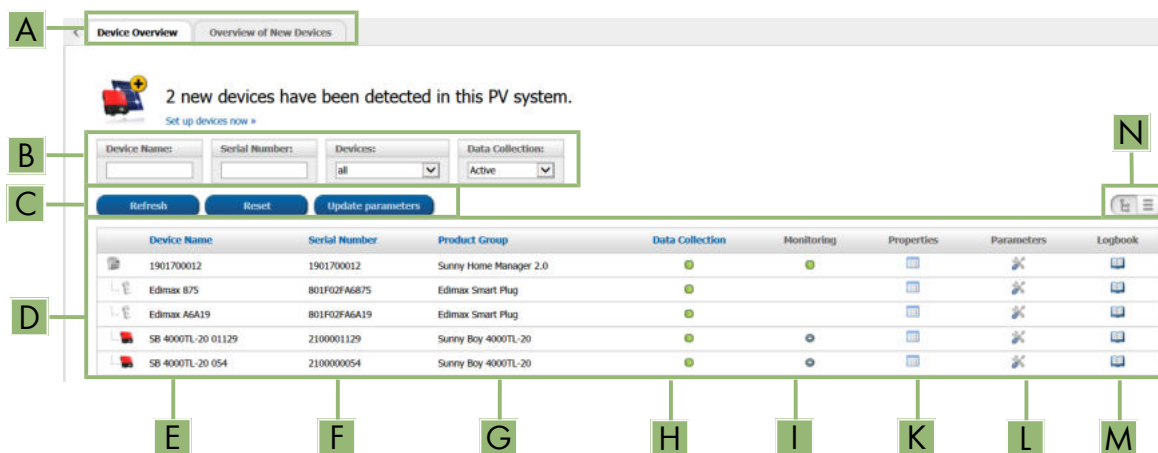 A
Device Overview Overview of New Devices
2 new devices have been detected in this PV system.
Set up devices now »
N
B
Device Name: Serial Number: Devices: Data Collection:
all Active
C
Refresh Reset Update parameters
Device Name Serial Number Product Group Data Collection Monitoring Properties Parameters Logbook
1901700012 1901700012 Sunny Home Manager 2.0
Edimax 875 801F02FA6875 Edimax Smart Plug
D
Edimax A6A19 801F02FA6A19 Edimax Smart Plug
SB 4000TL-20 01129 2100001129 Sunny Boy 4000TL-20
SB 4000TL-20 054 2100000054 Sunny Boy 4000TL-20
E F G H I K L M